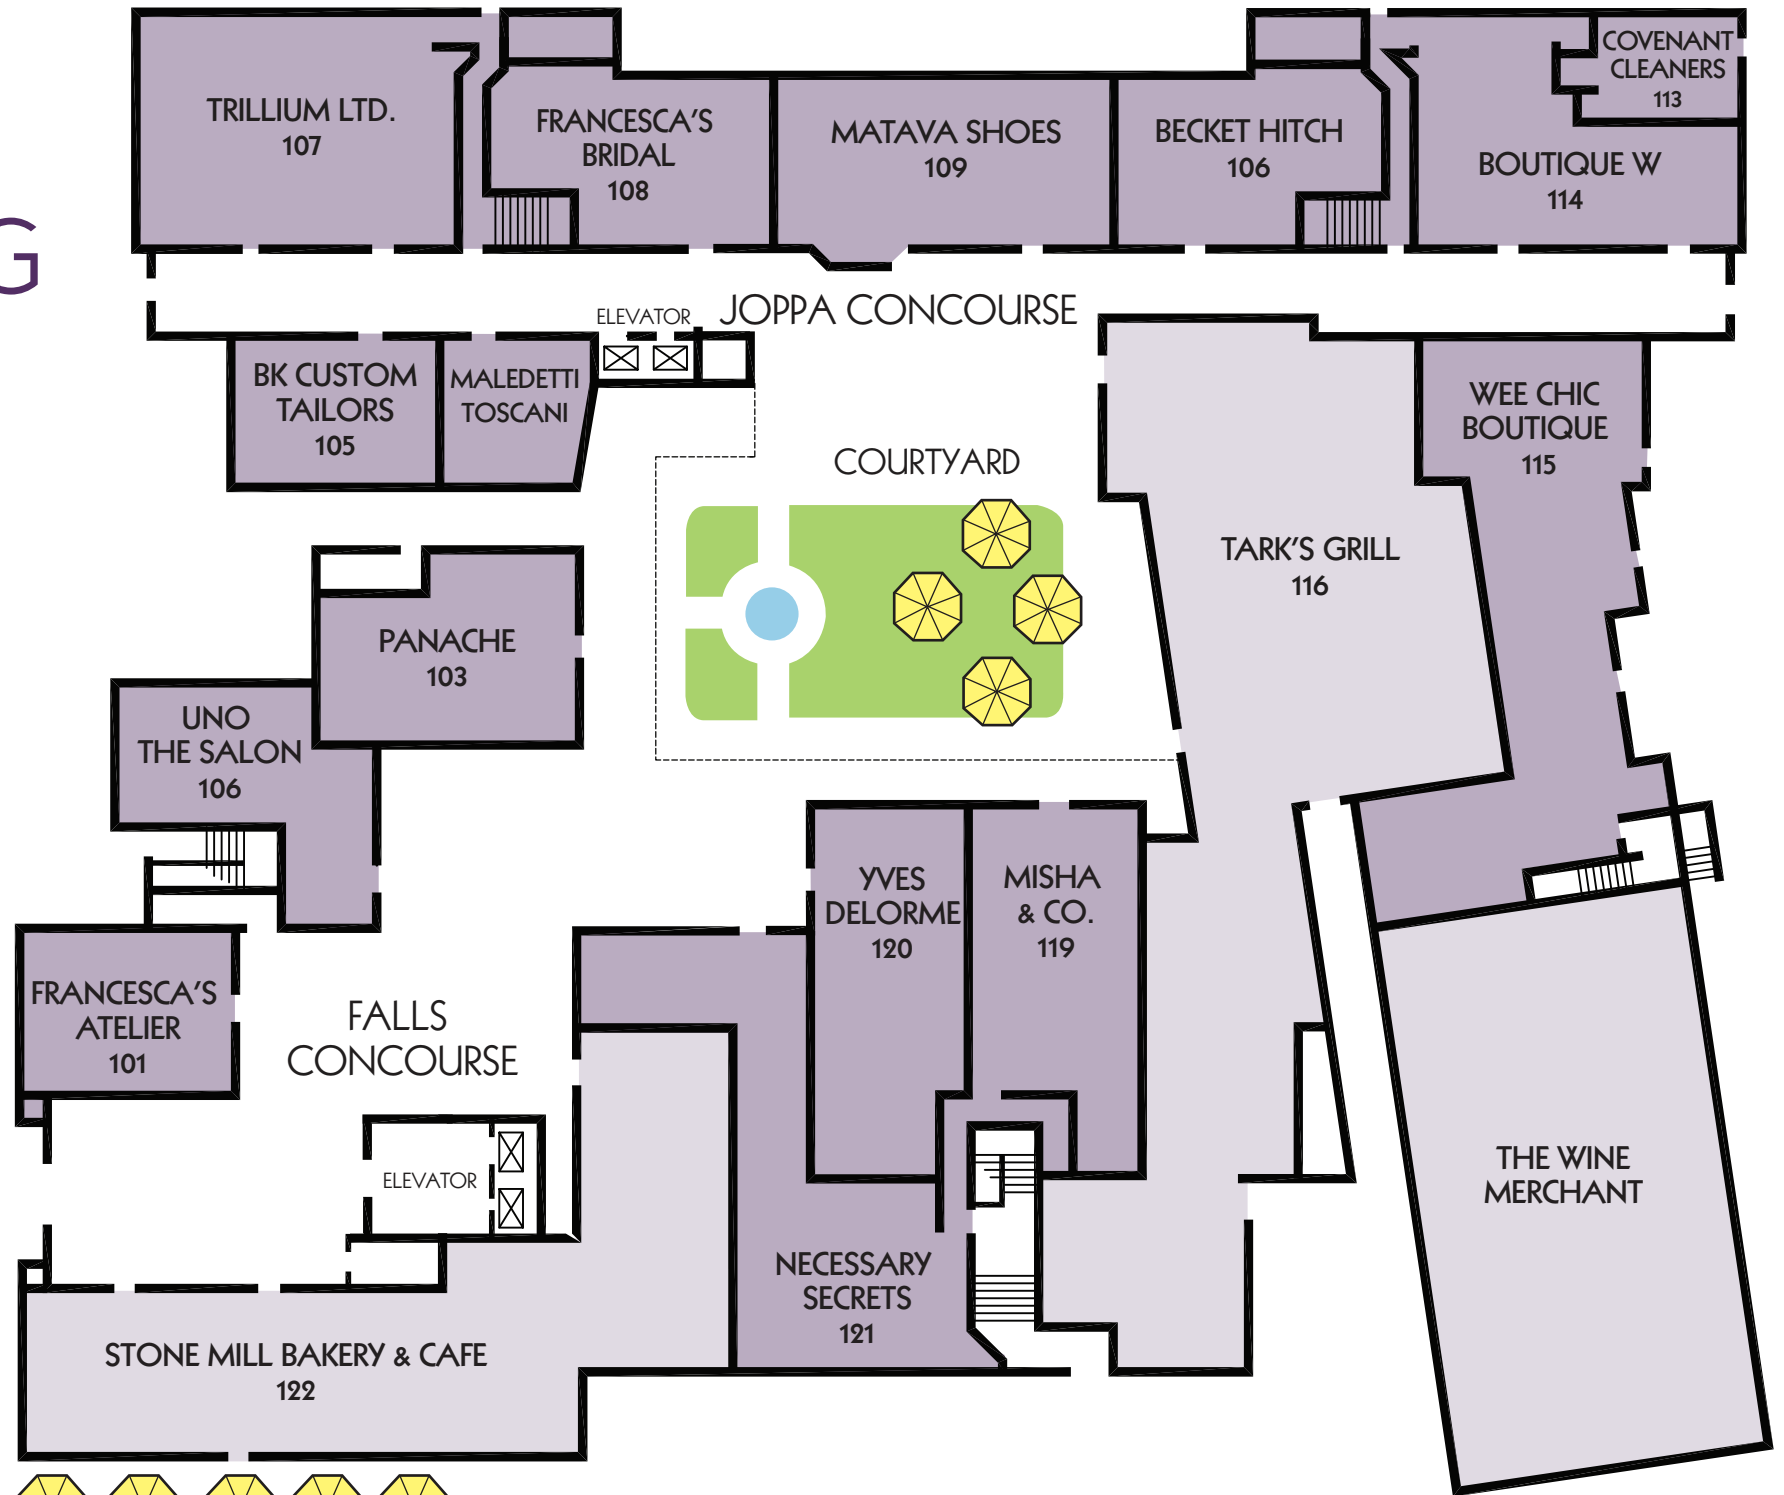 TRILLIUM LTD.
107
FRANCESCA'S
BRIDAL
108
MATAVA SHOES
109
BECKET HITCH
106
COVENANT
CLEANERS
113
BOUTIQUE W
114
G
ELEVATOR
JOPPA CONCOURSE
BK CUSTOM
TAILORS
105
MALEDETTI
TOSCANI
WEE CHIC
BOUTIQUE
115
COURTYARD
TARK'S GRILL
116
PANACHE
103
UNO
THE SALON
106
YVES
DELORME
120
MISHA
& CO.
119
FRANCESCA'S
ATELIER
101
FALLS
CONCOURSE
ELEVATOR
THE WINE
MERCHANT
NECESSARY
SECRETS
121
STONE MILL BAKERY & CAFE
122